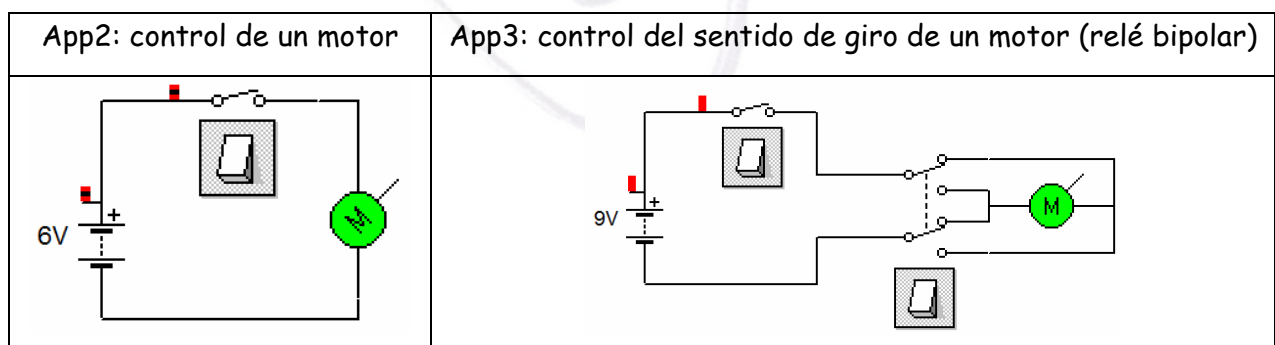 App2: control de un motor
App3: control del sentido de giro de un motor (relé bipolar)
6V
+
M
9V
+
M